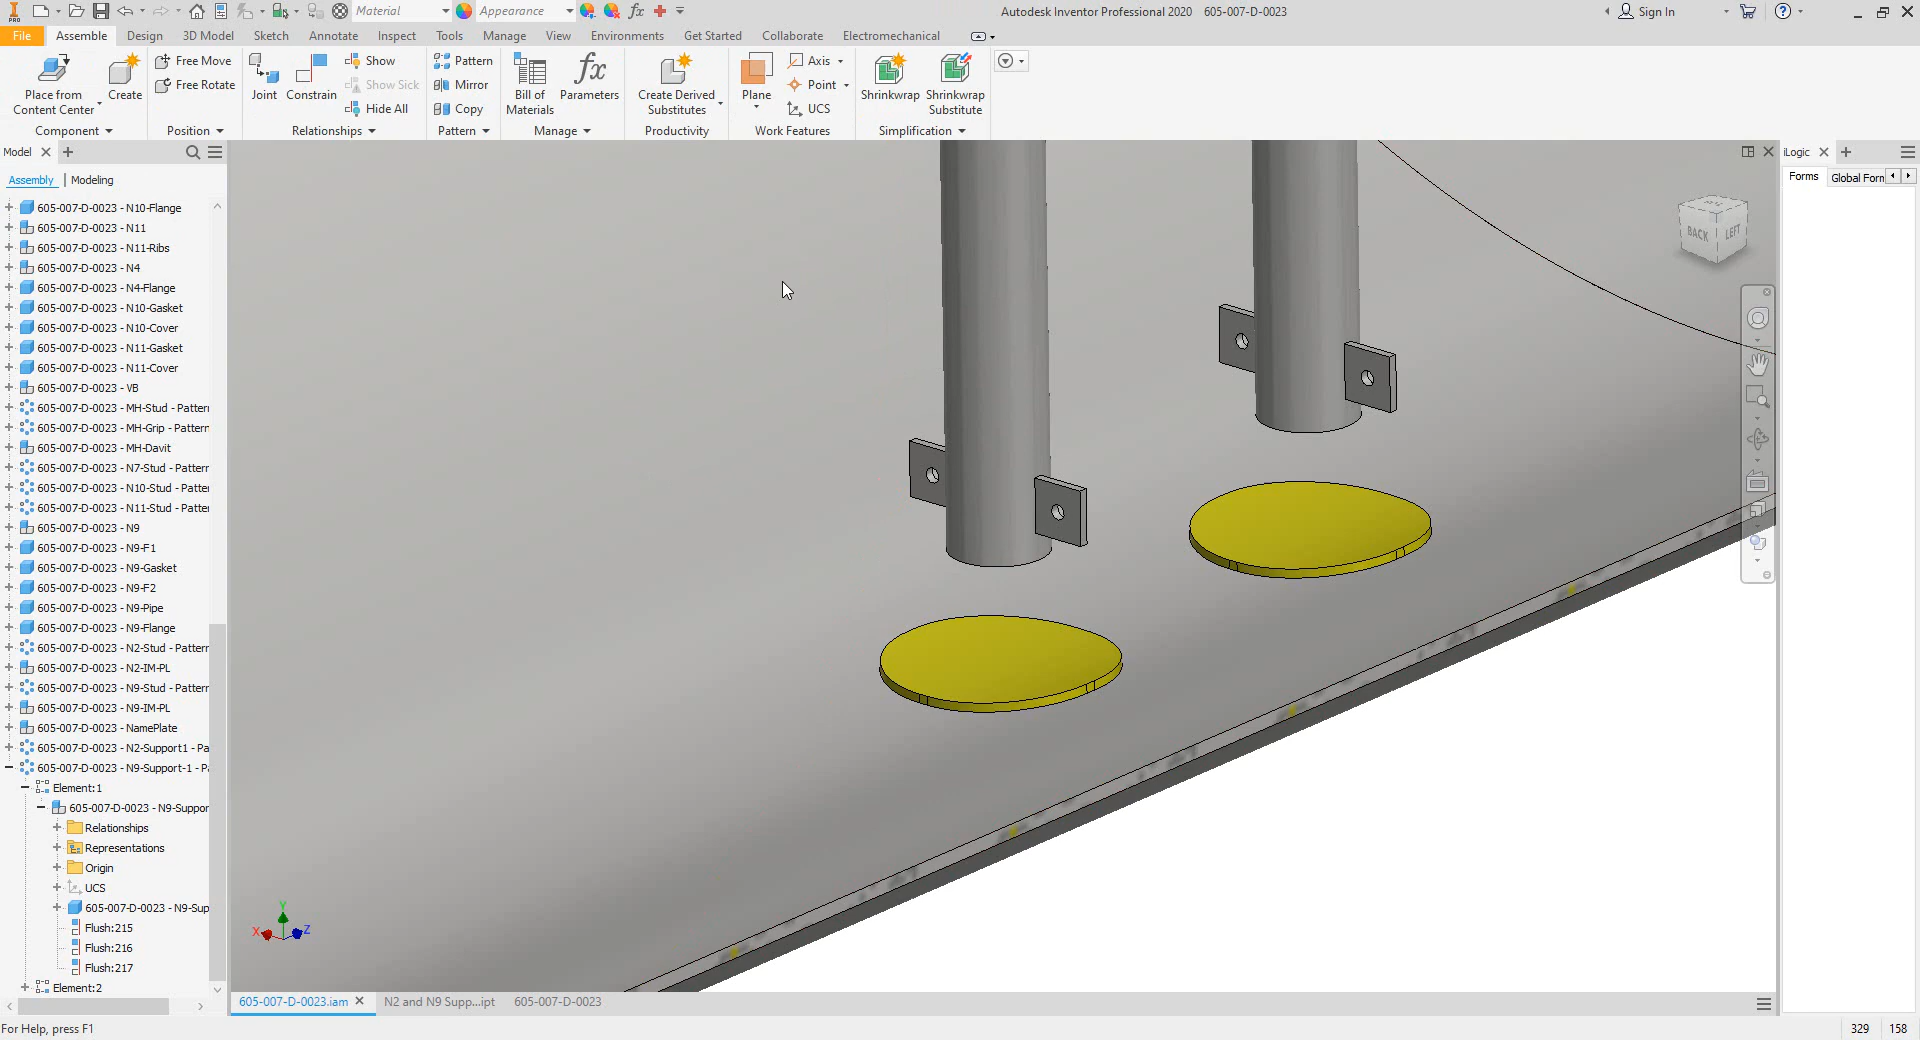 PRO
Material
Appearance
fx
Autodesk Inventor Professional 2020 605-007-D-0023
Sign In
File
Assemble
Design
3D Model
Sketch
Annotate
Inspect
Tools
Manage
View
Environments
Get Started
Collaborate
Electromechanical
Place from
Content Center
Create
Component
Free Move
Free Rotate
Position
Joint
Constrain
Show
Show Sick
Hide All
Relationships
Pattern
Mirror
Copy
Pattern
Bill of
Materials
fx
Parameters
Manage
Create Derived
Substitutes
Productivity
Plane
Axis
Point
UCS
Work Features
Shrinkwrap
Shrinkwrap
Substitute
Simplification
Model
Assembly
Modeling
605-007-D-0023 - N10-Flange
605-007-D-0023 - N11
605-007-D-0023 - N11-Ribs
605-007-D-0023 - N4
605-007-D-0023 - N4-Flange
605-007-D-0023 - N10-Gasket
605-007-D-0023 - N10-Cover
605-007-D-0023 - N11-Gasket
605-007-D-0023 - N11-Cover
605-007-D-0023 - VB
605-007-D-0023 - MH-Stud - Pattern
605-007-D-0023 - MH-Grip - Pattern
605-007-D-0023 - MH-Davit
605-007-D-0023 - N7-Stud - Pattern
605-007-D-0023 - N10-Stud - Patte
605-007-D-0023 - N11-Stud - Patte
605-007-D-0023 - N9
605-007-D-0023 - N9-F1
605-007-D-0023 - N9-Gasket
605-007-D-0023 - N9-F2
605-007-D-0023 - N9-Pipe
605-007-D-0023 - N9-Flange
605-007-D-0023 - N2-Stud - Pattern
605-007-D-0023 - N2-IM-PL
605-007-D-0023 - N9-Stud - Pattern
605-007-D-0023 - N9-IM-PL
605-007-D-0023 - NamePlate
605-007-D-0023 - N2-Support1 - Pa
605-007-D-0023 - N9-Support-1 - Pa
Element:1
605-007-D-0023 - N9-Suppor
Relationships
Representations
Origin
UCS
605-007-D-0023 - N9-Sup
Flush:215
Flush:216
Flush:217
Element:2
BACK
LEFT
X
Y
Z
iLogic
Forms
Global Forn
605-007-D-0023.iam
N2 and N9 Supp...ipt
605-007-D-0023
For Help, press F1
329
158